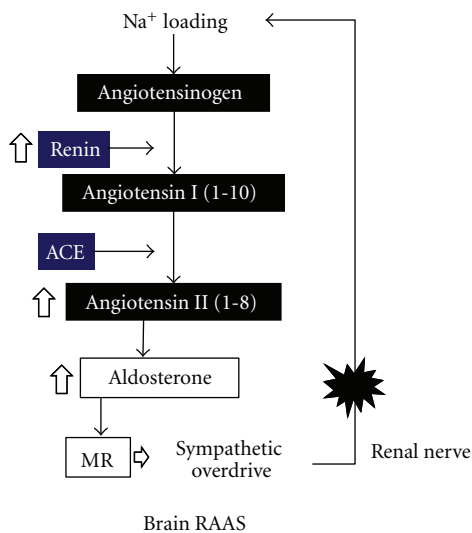 Na⁺ loading
Angiotensinogen
Renin
Angiotensin I (1-10)
ACE
Angiotensin II (1-8)
Aldosterone
MR
Sympathetic
overdrive
Renal nerve
Brain RAAS